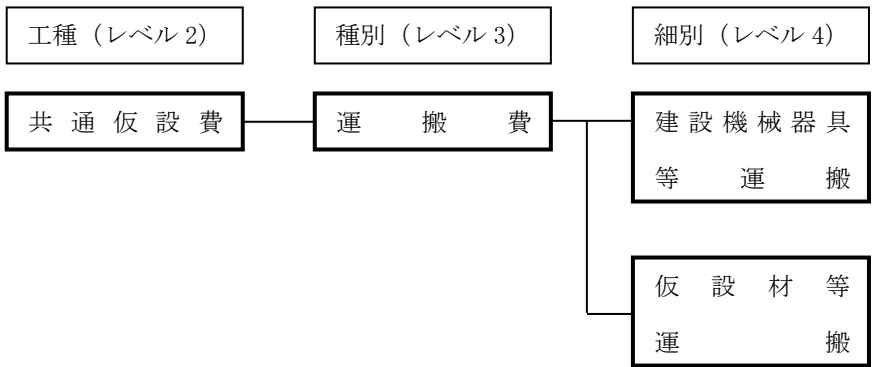 工種（レベル2）
種別（レベル3）
細別（レベル4）
共通仮設費
運搬費
建設機械器具
等運搬
仮設材等
運搬